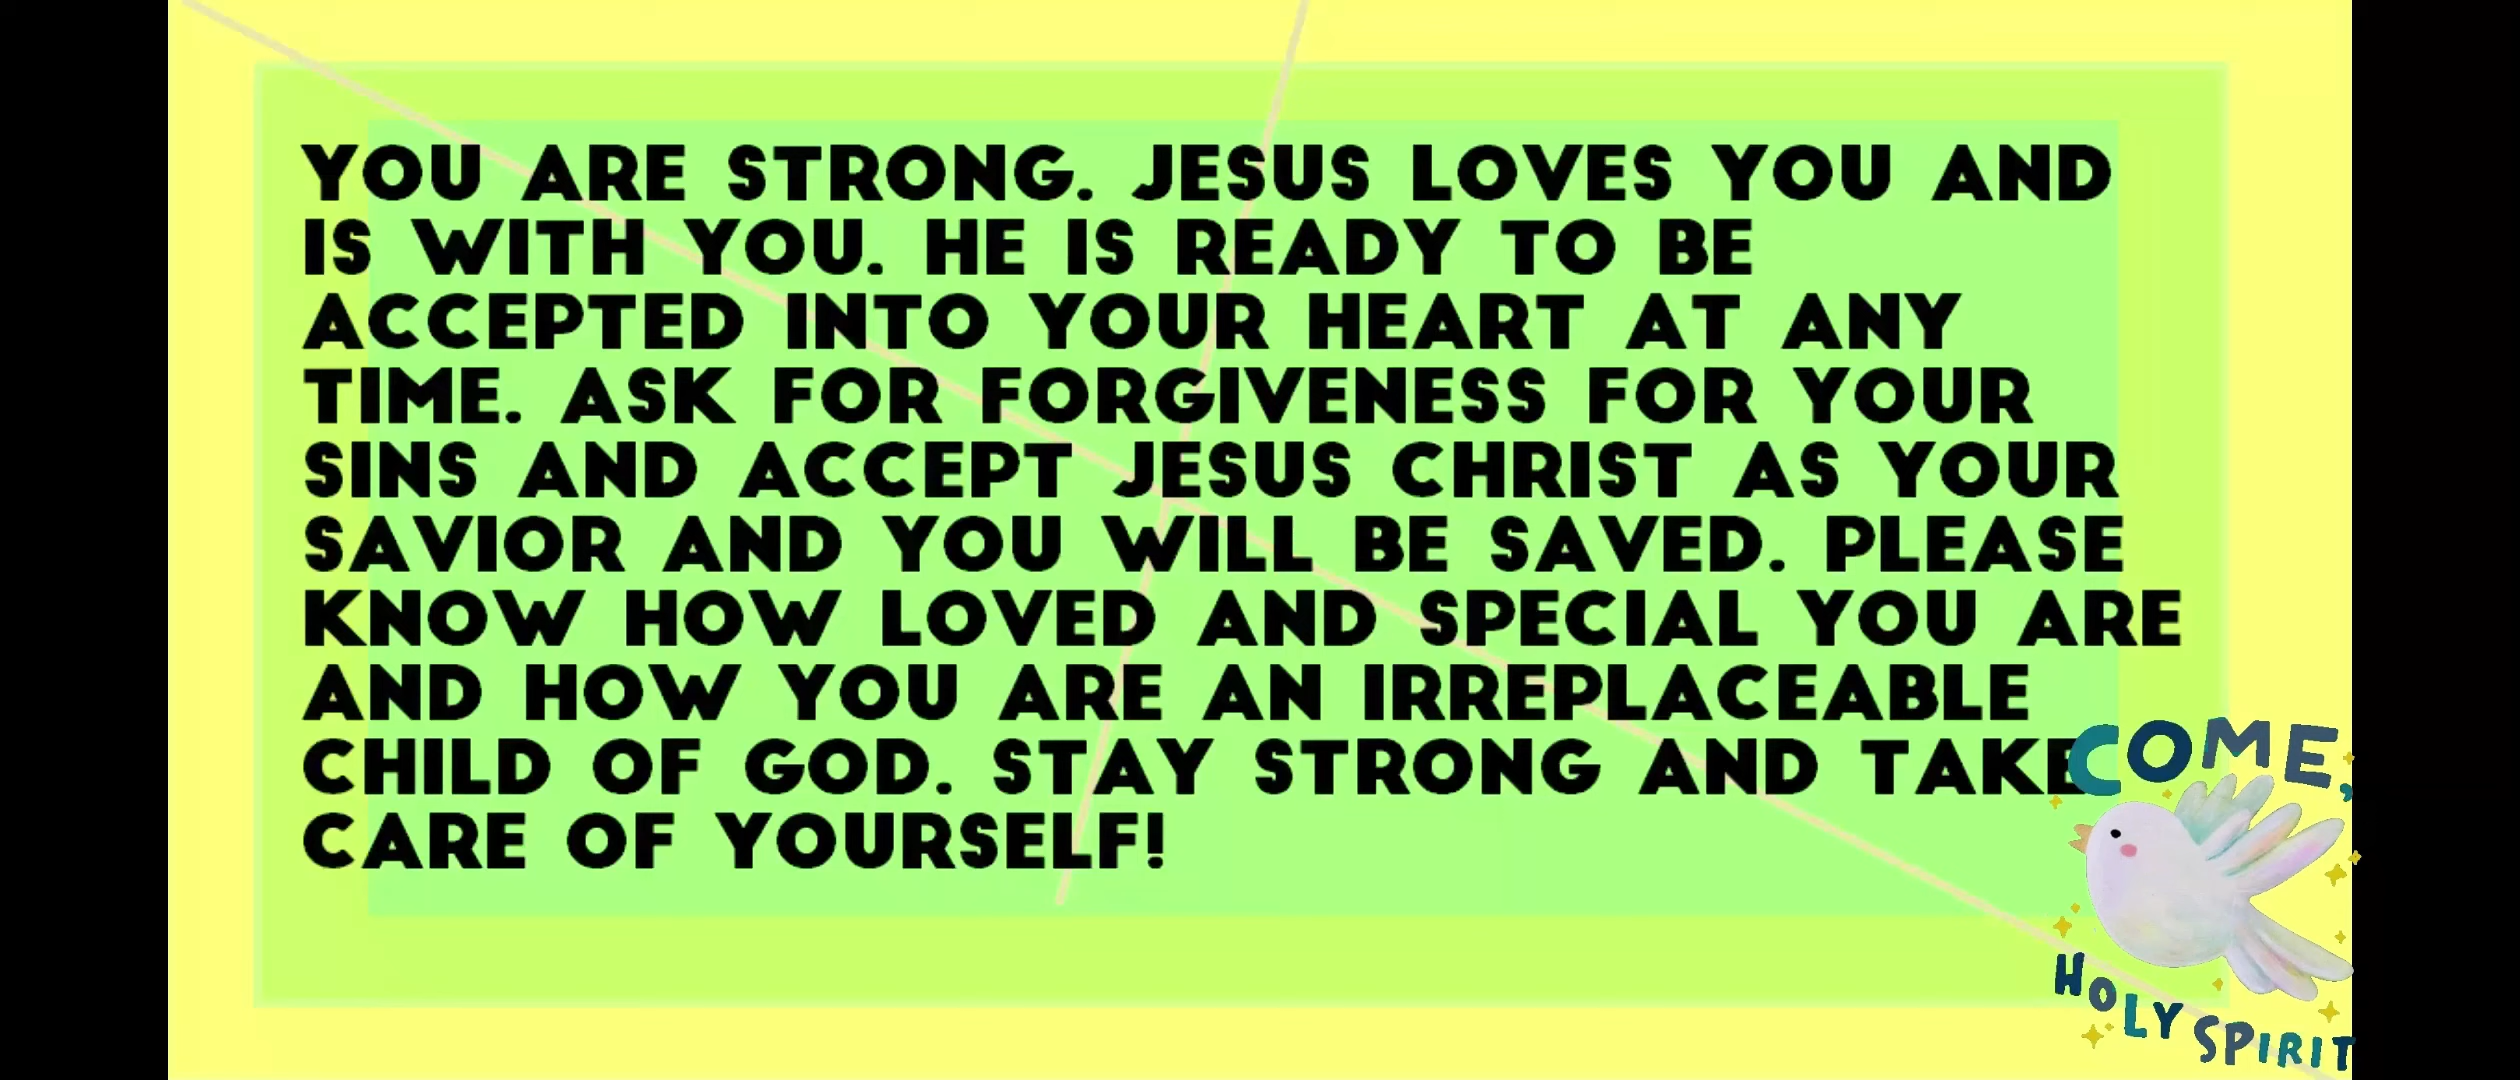 YOU ARE STRONG. JESUS LOVES YOU AND
IS WITH YOU. HE IS READY TO BE
ACCEPTED INTO YOUR HEART AT ANY
TIME. ASK FOR FORGIVENESS FOR YOUR
SINS AND ACCEPT JESUS CHRIST AS YOUR
SAVIOR AND YOU WILL BE SAVED. PLEASE
KNOW HOW LOVED AND SPECIAL YOU ARE
AND HOW YOU ARE AN IRREPLACEABLE
CHILD OF GOD. STAY STRONG AND TAKE
CARE OF YOURSELF!
COME,
HOLY SPIRIT